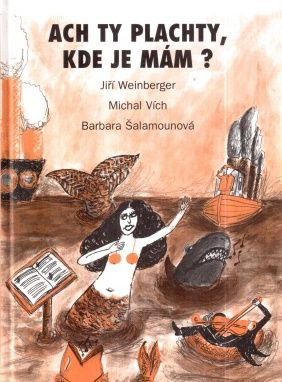 ACH TY PLACHTY,
KDE JE MÁM ?
Jiří Weinberger
Michal Vích
Barbara Šalamounová